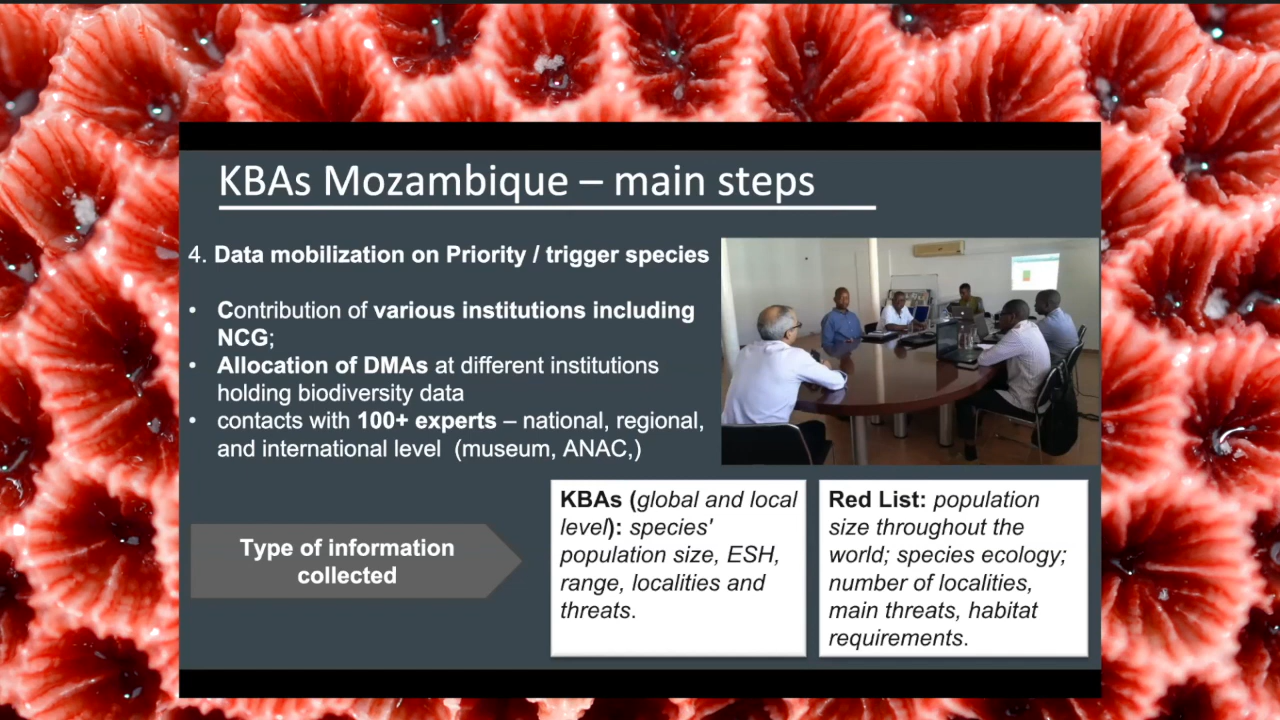 KBAs Mozambique – main steps
4. Data mobilization on Priority / trigger species
• Contribution of various institutions including
NCG;
• Allocation of DMAs at different institutions
holding biodiversity data
• contacts with 100+ experts – national, regional,
and international level (museum, ANAC,)
Type of information
collected
KBAs (global and local
level): species'
population size, ESH,
range, localities and
threats.
Red List: population
size throughout the
world; species ecology;
number of localities,
main threats, habitat
requirements.